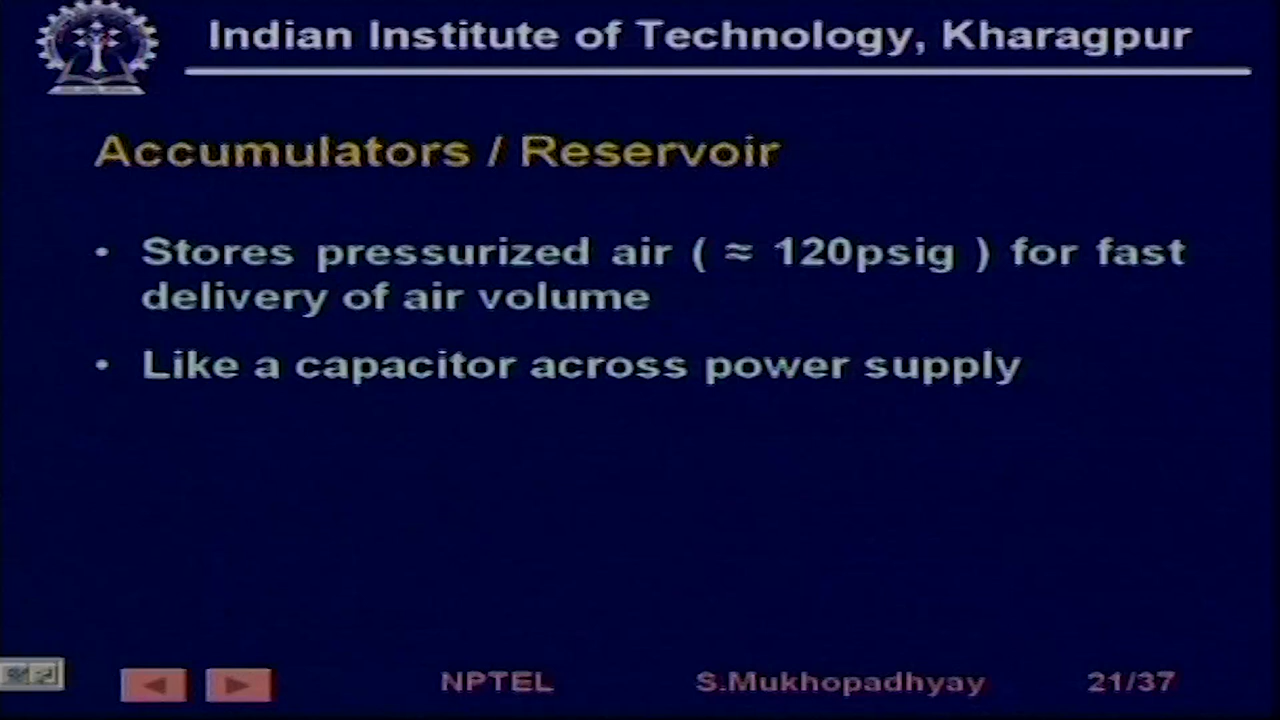 Indian Institute of Technology, Kharagpur
Accumulators / Reservoir
• Stores pressurized air ( ≈ 120psig ) for fast
delivery of air volume
• Like a capacitor across power supply
NPTEL S.Mukhopadhyay 21/37